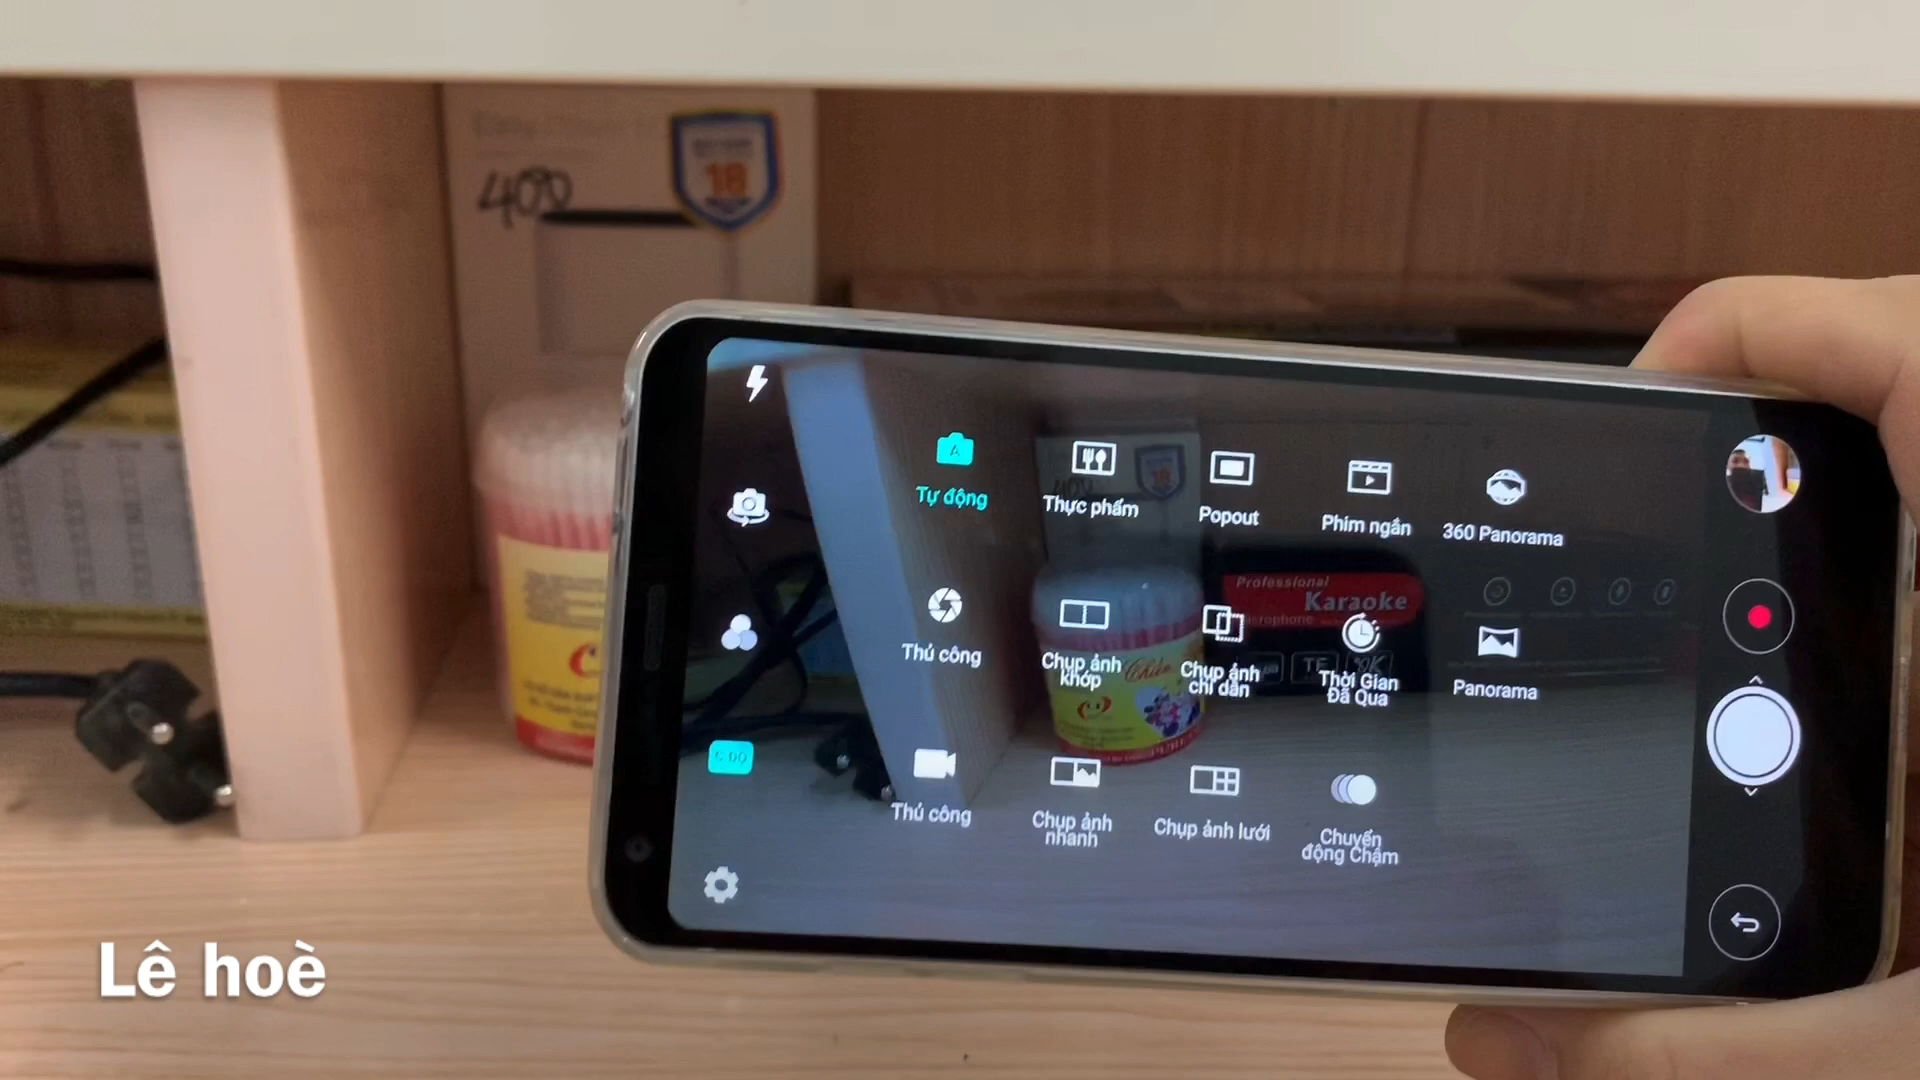 400
18
Tự động
Thực phẩm
Popout
Phim ngắn
360 Panorama
Professional
Karaoke
Thủ công
Chụp ảnh
khớp
Chụp ảnh
chỉ dẫn
Thời Gian
Đã Qua
Panorama
Thủ công
Chụp ảnh
nhanh
Chụp ảnh lưới
Chuyển
động Chậm
Lê hoè